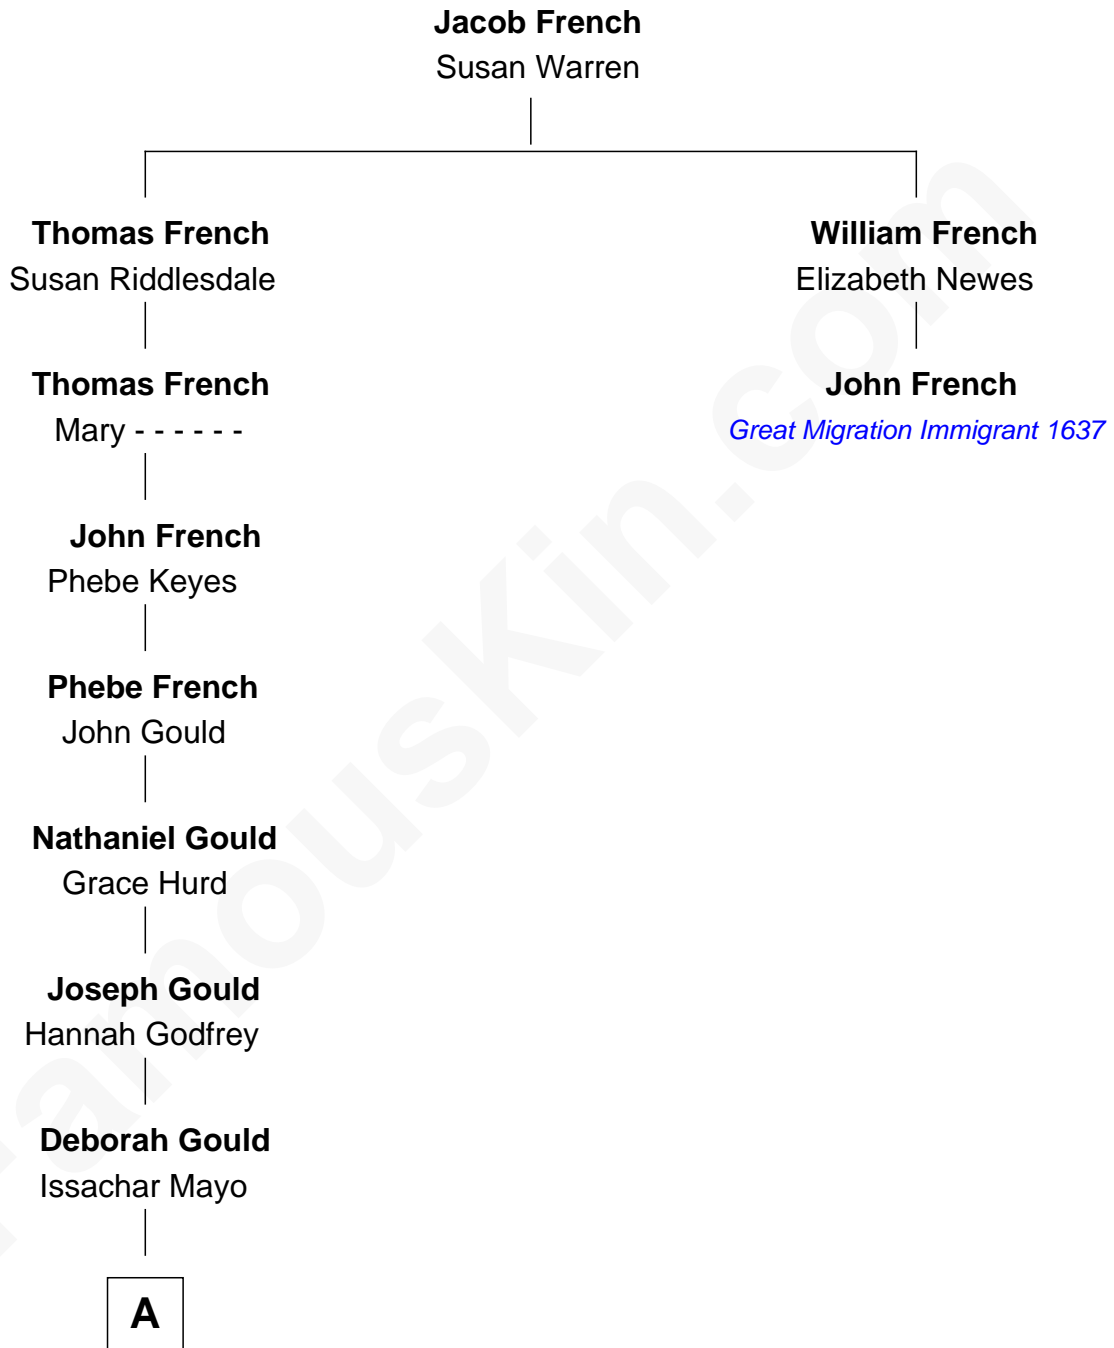 Jacob French
Susan Warren
Thomas French
Susan Riddlesdale
William French
Elizabeth Newes
Thomas French
Mary - - - - - -
John French
Great Migration Immigrant 1637
John French
Phebe Keyes
Phebe French
John Gould
Nathaniel Gould
Grace Hurd
Joseph Gould
Hannah Godfrey
Deborah Gould
Issachar Mayo
A
FamousKin.com